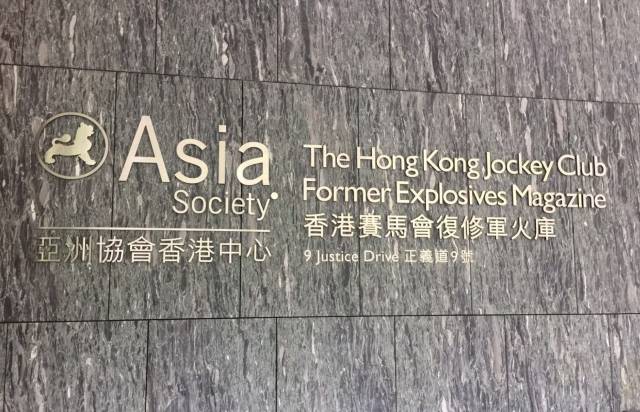 Asia
Society
亞洲協會香港中心
The Hong Kong Jockey Club
Former Explosives Magazine
香港賽馬會復修軍火庫
9 Justice Drive 正義道9號